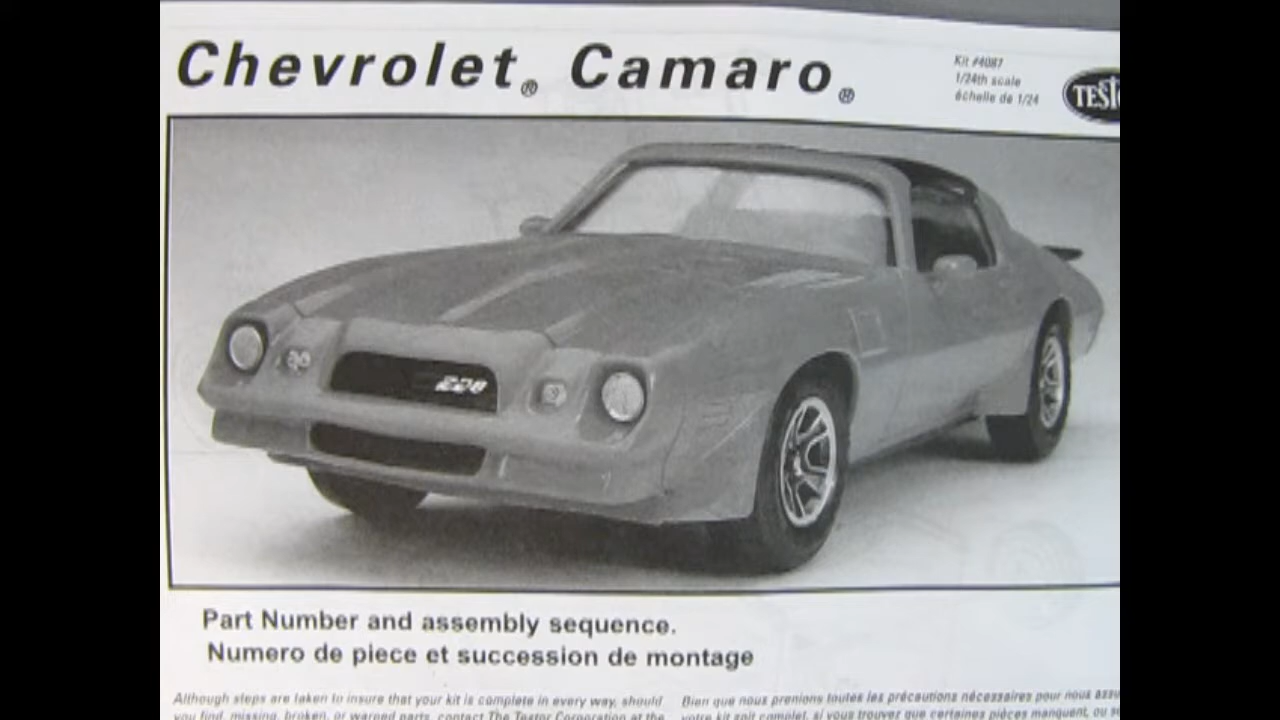 Chevrolet® Camaro®
Kit #4087
1/24th scale
échelle de 1/24
TEST
Z28
Part Number and assembly sequence.
Numero de piece et succession de montage
Although steps are taken to insure that your kit is complete in every way, should
Bien que nous prenions toutes les précautions nécessaires pour nous assu
you find, missing, broken, or warped parts, contact The Testor Corporation at the
votre kit soit complet, si vous trouver que certaines pièces manquent, ou s